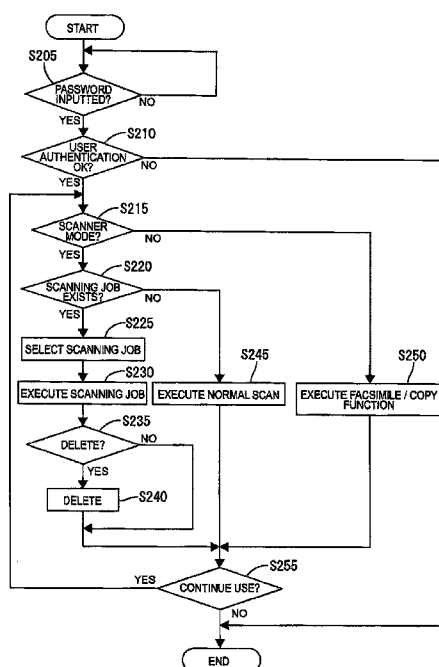 START
S205
PASSWORD
INPUTTED?
NO
YES
S210
USER
AUTHENTICATION
OK?
NO
YES
S215
SCANNER
MODE?
NO
YES
S220
SCANNING JOB
EXISTS?
NO
YES
S225
SELECT SCANNING JOB
S230
EXECUTE SCANNING JOB
S245
EXECUTE NORMAL SCAN
S250
EXECUTE FACSIMILE / COPY
FUNCTION
S235
DELETE?
NO
YES
S240
DELETE
S255
YES
CONTINUE USE?
NO
END